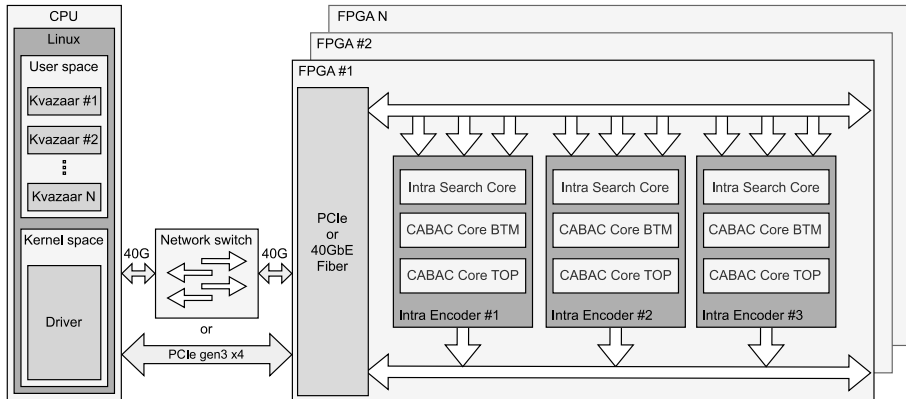 CPU
Linux
User space
Kvazaar #1
Kvazaar #2
Kvazaar N
Kernel space
Driver
40G
Network switch
40G
or
PCIe gen3 x4
FPGA N
FPGA #2
FPGA #1
PCIe
or
40GbE
Fiber
Intra Search Core
CABAC Core BTM
CABAC Core TOP
Intra Encoder #1
Intra Search Core
CABAC Core BTM
CABAC Core TOP
Intra Encoder #2
Intra Search Core
CABAC Core BTM
CABAC Core TOP
Intra Encoder #3